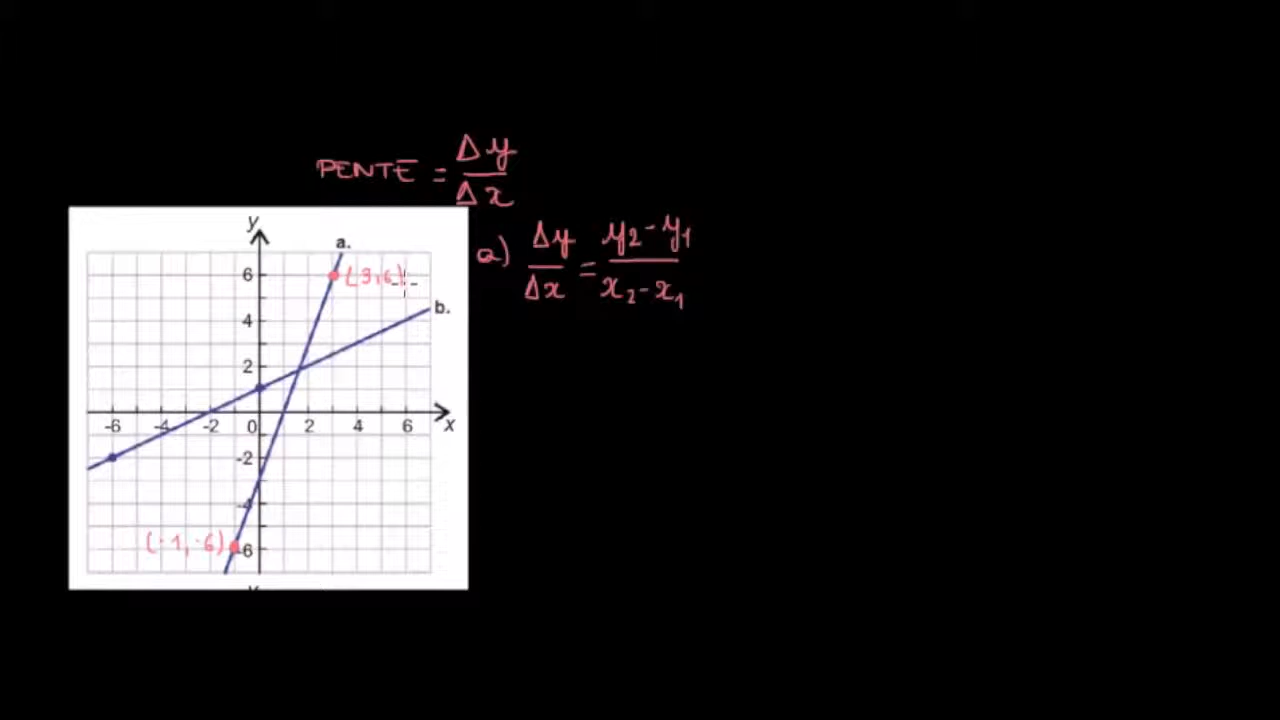 PENTE = Δy/Δx
a) Δy/Δx = y₂-y₁/x₂-x₁
y
a.
6 (3,6)
b.
4
2
-6 -4 -2 0 2 4 6 x
-2
-4
(-1,-6) -6